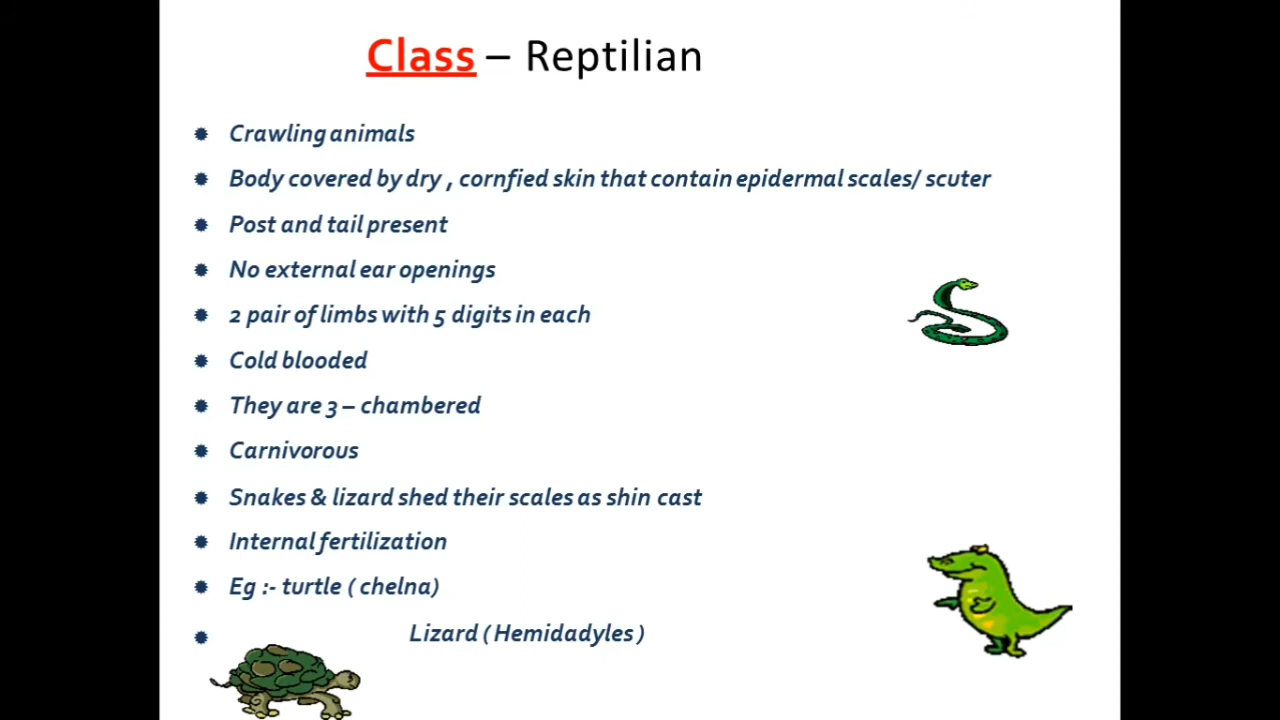 Class – Reptilian
Crawling animals
Body covered by dry , cornfied skin that contain epidermal scales/ scuter
Post and tail present
No external ear openings
2 pair of limbs with 5 digits in each
Cold blooded
They are 3 – chambered
Carnivorous
Snakes & lizard shed their scales as shin cast
Internal fertilization
Eg :- turtle ( chelna)
Lizard ( Hemidadyles )